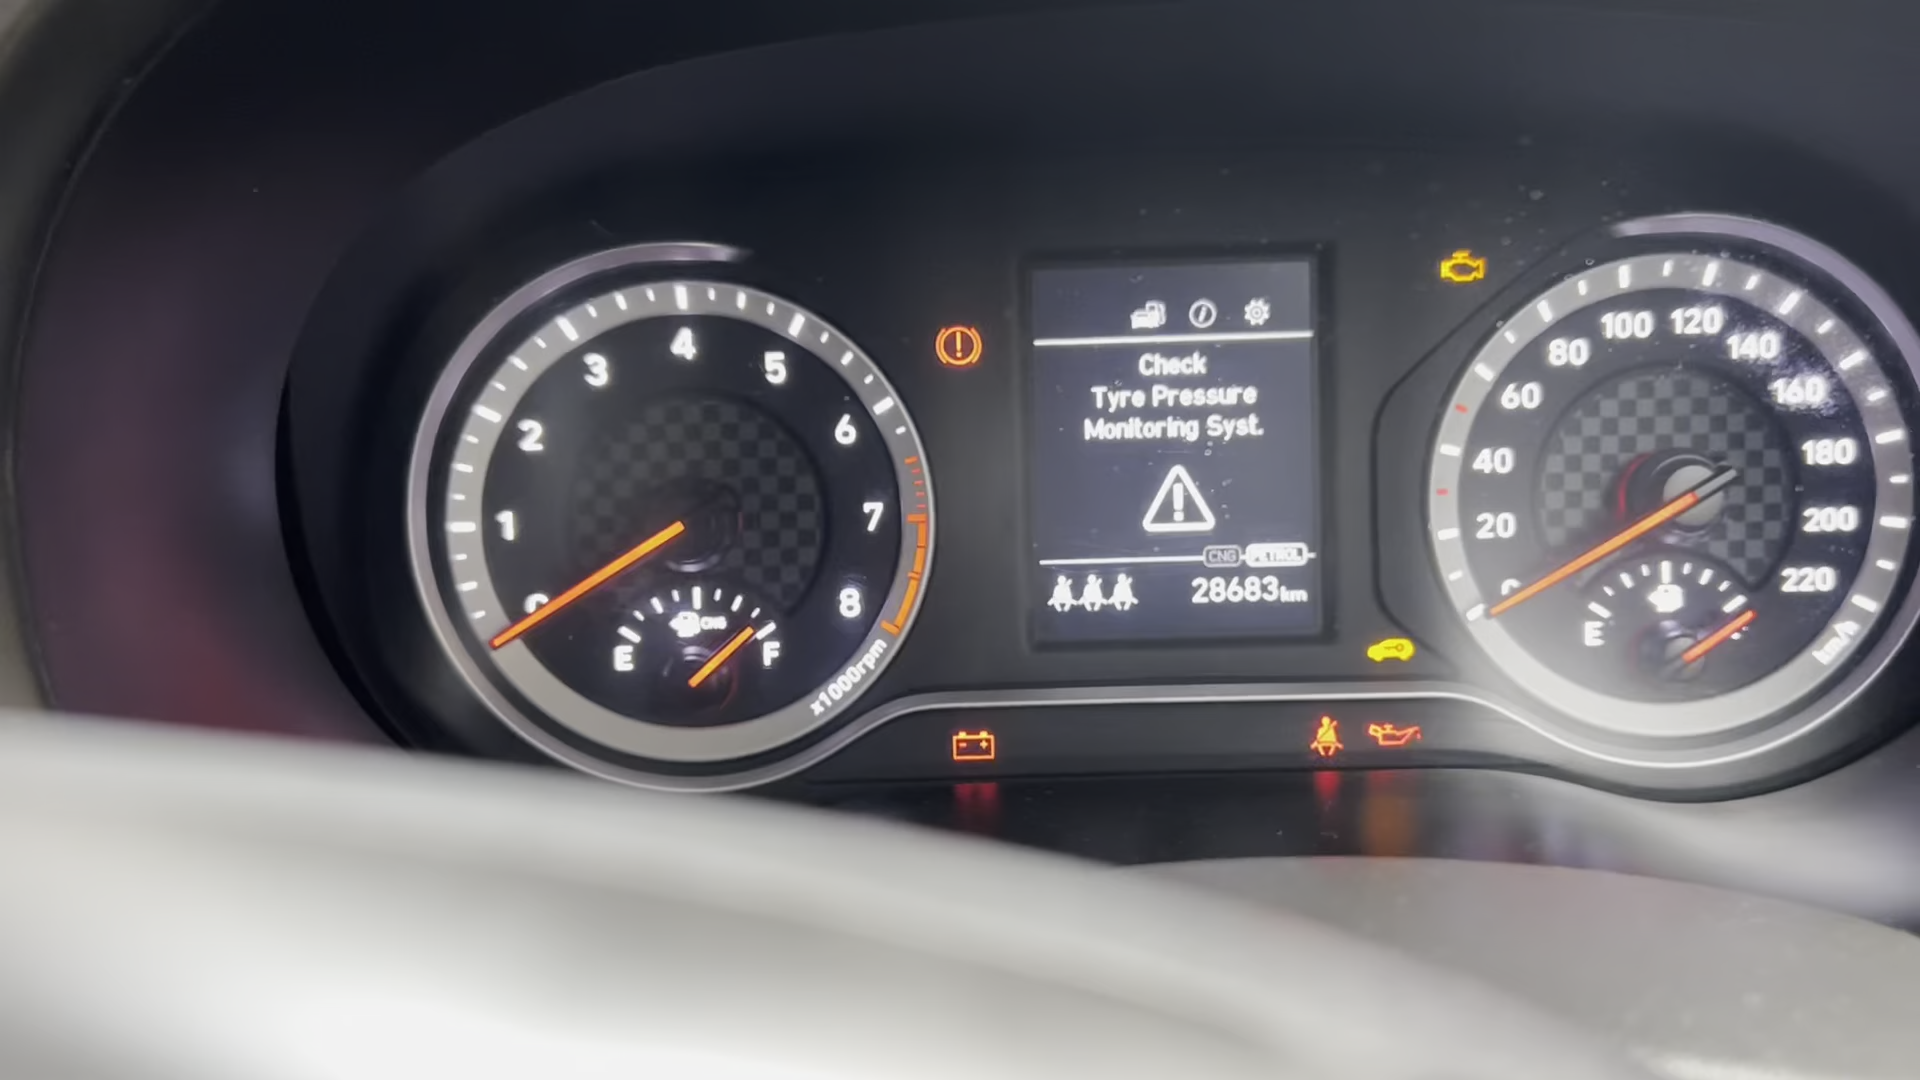 4
3
5
2
6
1
7
8
CNG
E
F
x1000rpm
Check
Tyre Pressure
Monitoring Syst.
CNG PETROL
28683km
100
120
80
140
60
160
40
180
20
200
220
E
km/h